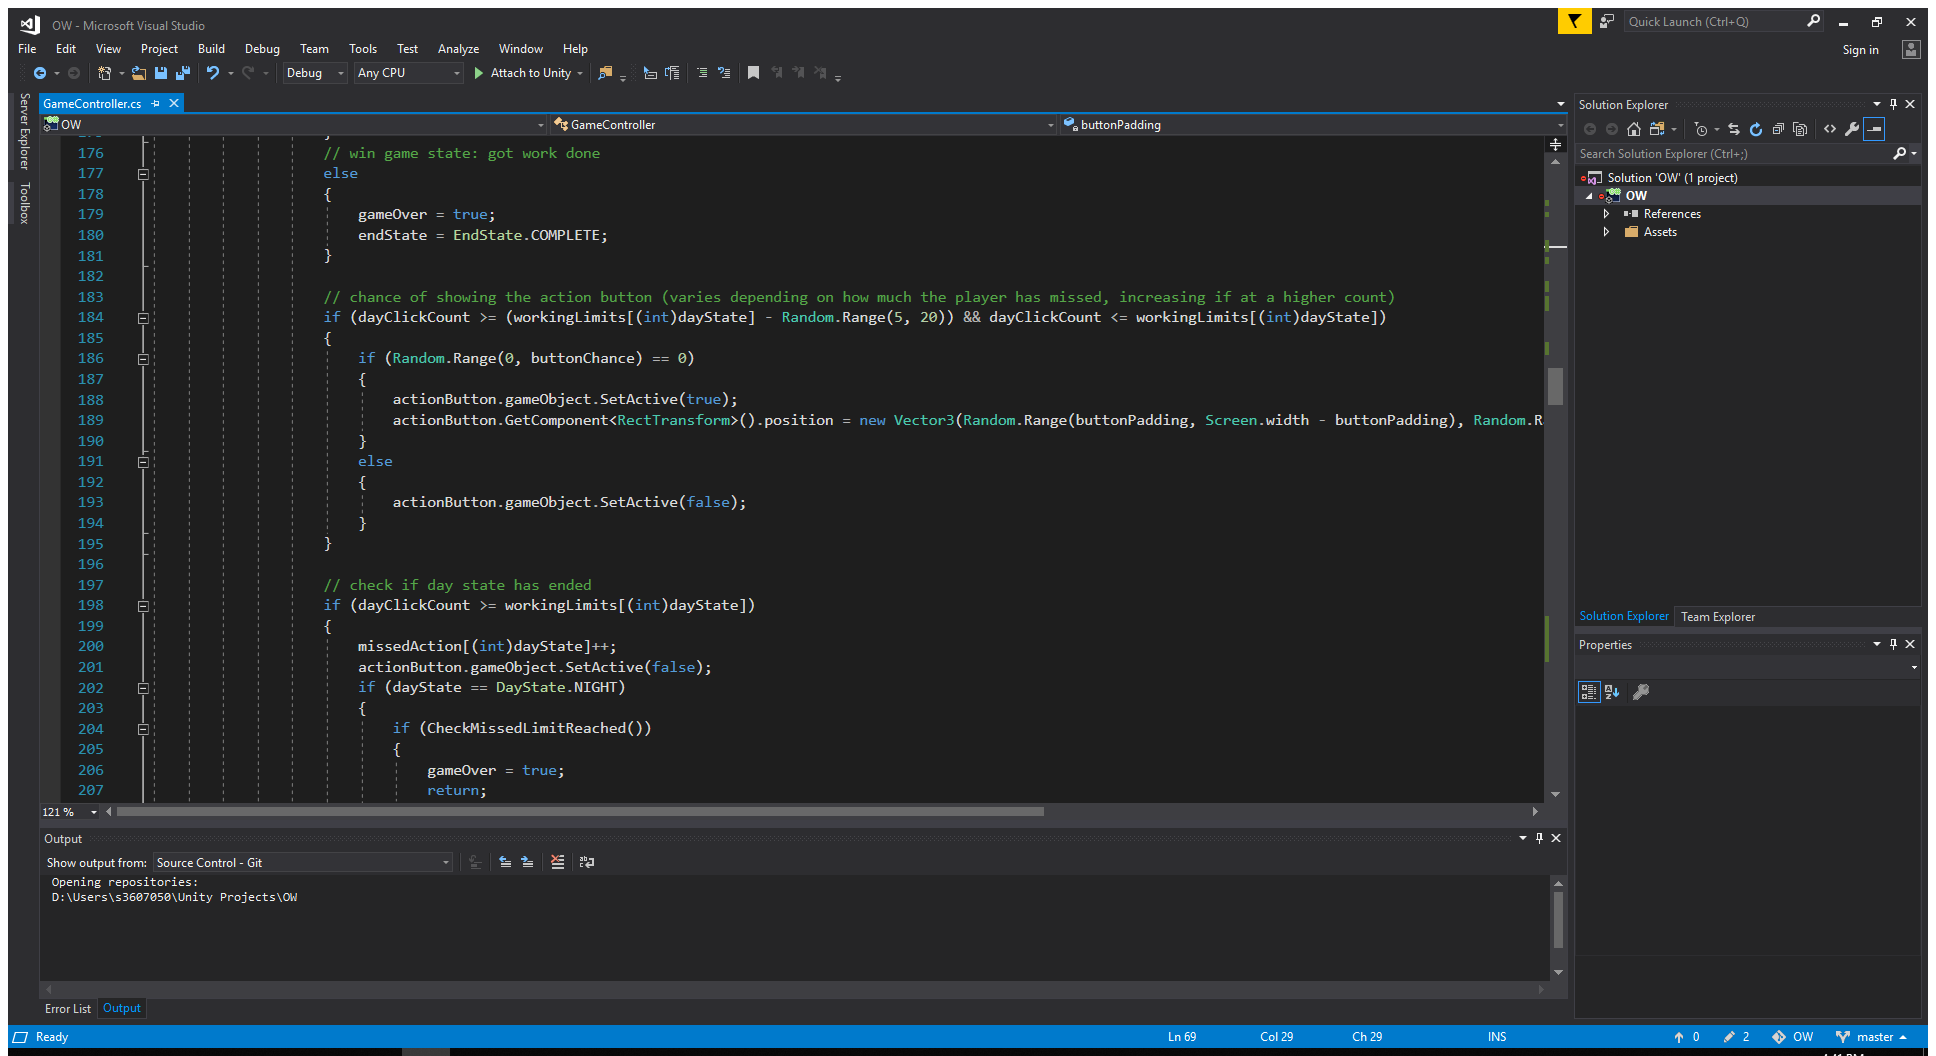 OW - Microsoft Visual Studio
Quick Launch (Ctrl+Q)
File Edit View Project Build Debug Team Tools Test Analyze Window Help
Sign in
Debug Any CPU Attach to Unity
Server Explorer
Toolbox
GameController.cs
OW GameController buttonPadding
176 // win game state: got work done
177 else
178 {
179 gameOver = true;
180 endState = EndState.COMPLETE;
181 }
182
183 // chance of showing the action button (varies depending on how much the player has missed, increasing if at a higher count)
184 if (dayClickCount >= (workingLimits[(int)dayState] - Random.Range(5, 20)) && dayClickCount <= workingLimits[(int)dayState])
185 {
186 if (Random.Range(0, buttonChance) == 0)
187 {
188 actionButton.gameObject.SetActive(true);
189 actionButton.GetComponent<RectTransform>().position = new Vector3(Random.Range(buttonPadding, Screen.width - buttonPadding), Random.R
190 }
191 else
192 {
193 actionButton.gameObject.SetActive(false);
194 }
195 }
196
197 // check if day state has ended
198 if (dayClickCount >= workingLimits[(int)dayState])
199 {
200 missedAction[(int)dayState]++;
201 actionButton.gameObject.SetActive(false);
202 if (dayState == DayState.NIGHT)
203 {
204 if (CheckMissedLimitReached())
205 {
206 gameOver = true;
207 return;
121 %
Output
Show output from: Source Control - Git
Opening repositories:
D:\Users\s3607050\Unity Projects\OW
Error List Output
Solution Explorer
Search Solution Explorer (Ctrl+;)
Solution 'OW' (1 project)
OW
References
Assets
Solution Explorer Team Explorer
Properties
Ready Ln 69 Col 29 Ch 29 INS 0 2 OW master